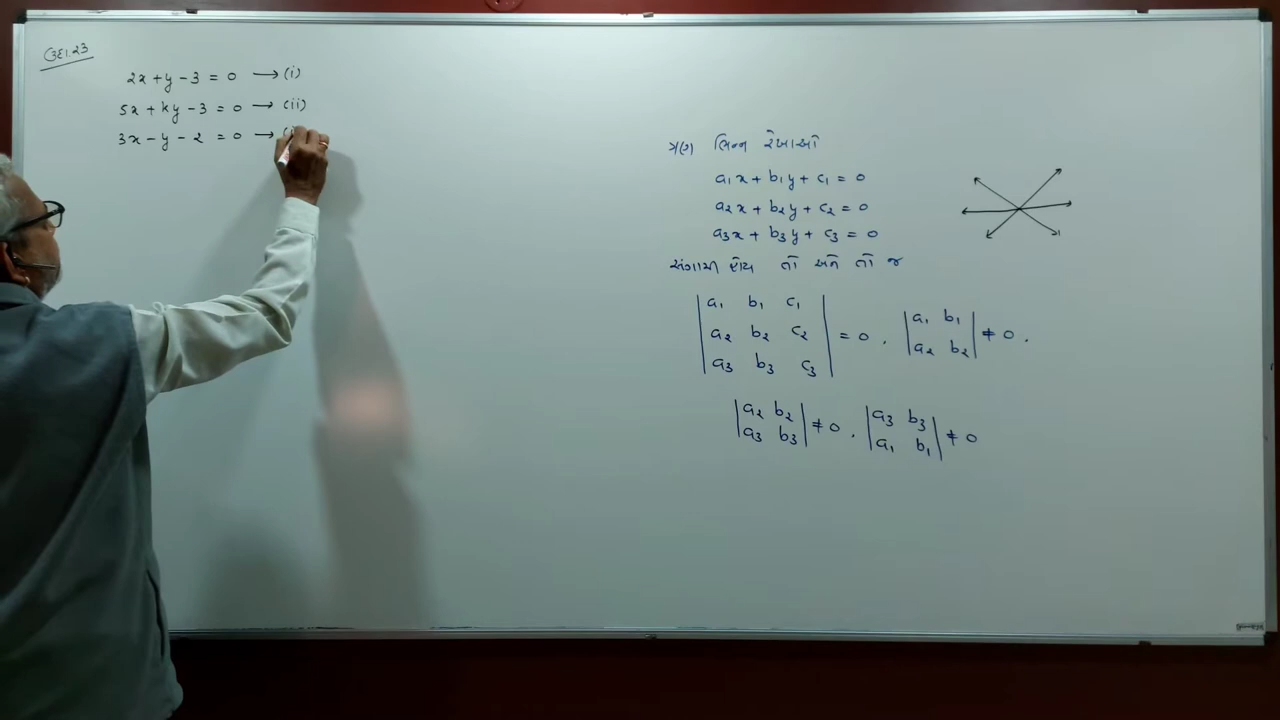 ઉદા.23
2x + y - 3 = 0 → (i)
5x + ky - 3 = 0 → (ii)
3x - y - 2 = 0 →
ત્રણ ભિન્ન રેખાઓ
a₁x + b₁y + c₁ = 0
a₂x + b₂y + c₂ = 0
a₃x + b₃y + c₃ = 0
સંગામી હોય તો અને તો જ
| a₁ b₁ c₁ |
| a₂ b₂ c₂ | = 0 , | a₁ b₁ | ≠ 0 .
| a₃ b₃ c₃ | | a₂ b₂ |
| a₂ b₂ | ≠ 0 , | a₃ b₃ | ≠ 0
| a₃ b₃ | | a₁ b₁ |